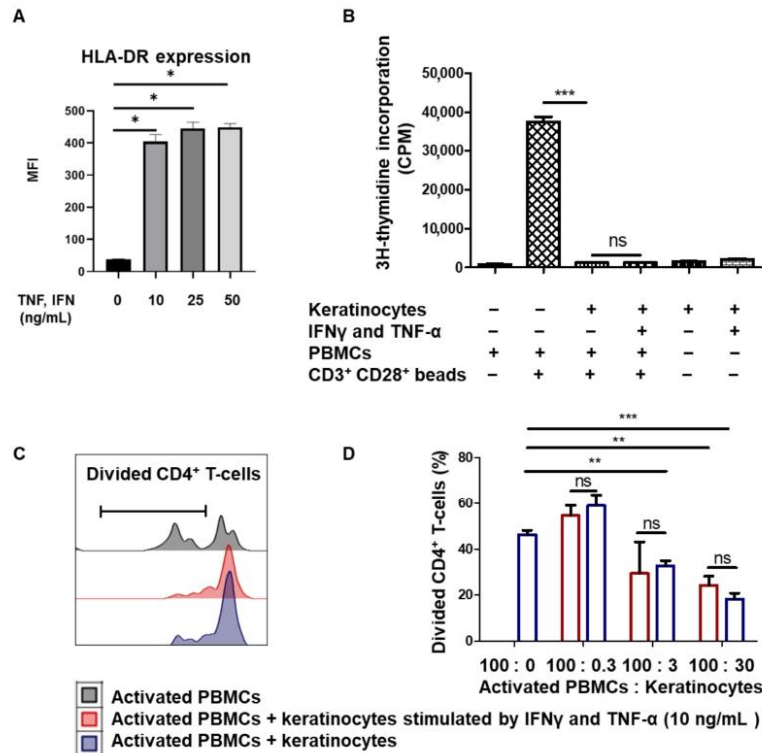 A
HLA-DR expression
*
*
*
500
400
300
200
100
0
MFI
TNF, IFN
(ng/mL)
0 10 25 50
B
3H-thymidine incorporation
(CPM)
50,000
40,000
30,000
20,000
10,000
0
***
ns
Keratinocytes – – + + + +
IFNγ and TNF-α – – – + – +
PBMCs + + + + – –
CD3⁺ CD28⁺ beads – + + + – –
C
Divided CD4⁺ T-cells
Activated PBMCs
Activated PBMCs + keratinocytes stimulated by IFNγ and TNF-α (10 ng/mL )
Activated PBMCs + keratinocytes
D
Divided CD4⁺ T-cells (%)
80
60
40
20
0
***
**
**
ns
ns
ns
100 : 0 100 : 0.3 100 : 3 100 : 30
Activated PBMCs : Keratinocytes